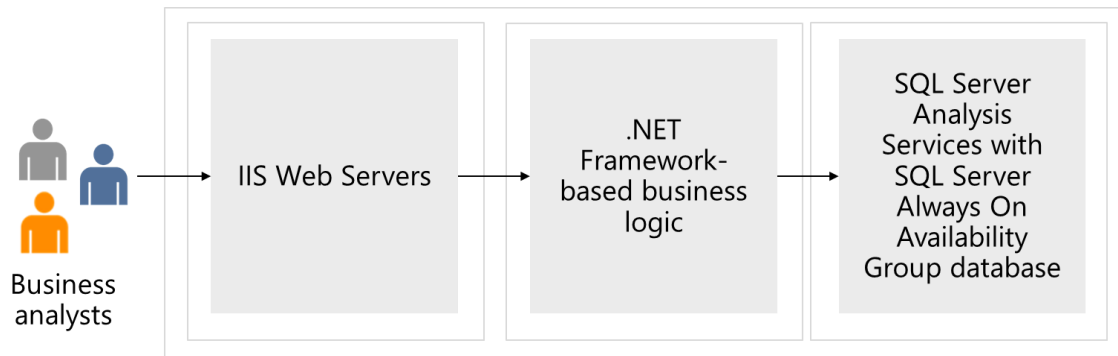 Business
analysts
IIS Web Servers
.NET
Framework-
based business
logic
SQL Server
Analysis
Services with
SQL Server
Always On
Availability
Group database